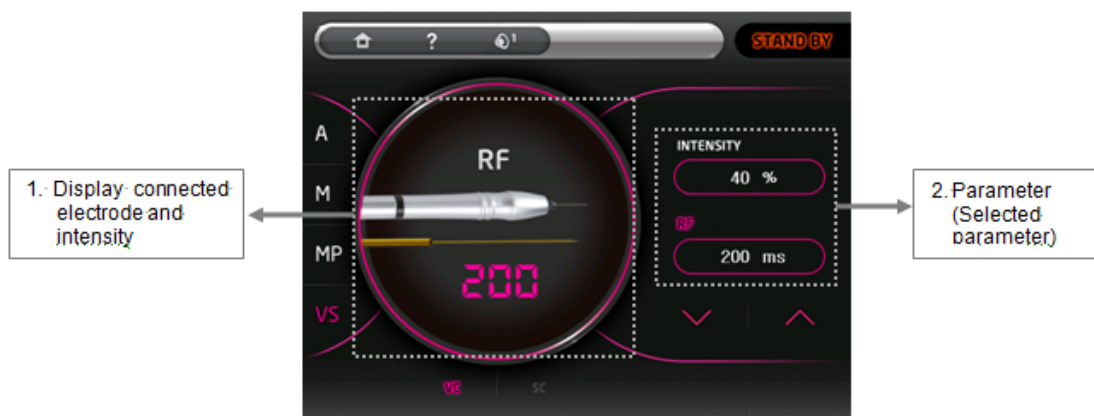 ? 1 STAND BY
A
M
MP
VS
RF
200
INTENSITY
40 %
RF
200 ms
VC SC
1. Display connected
electrode and
intensity
2. Parameter
(Selected
parameter)